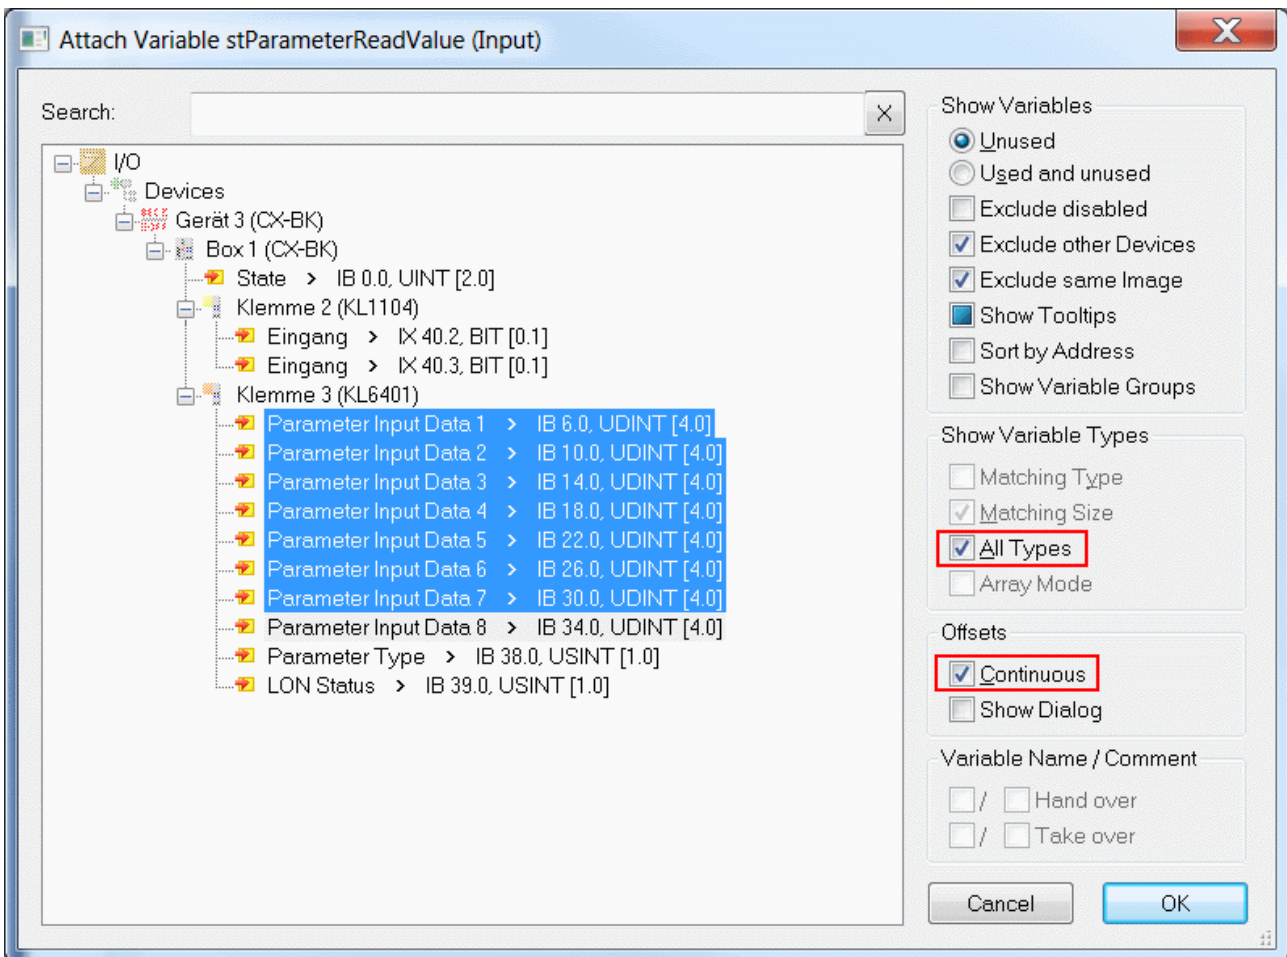 Attach Variable stParameterReadValue (Input)
Search:
I/O
Devices
Gerät 3 (CX-BK)
Box 1 (CX-BK)
State > IB 0.0, UINT [2.0]
Klemme 2 (KL1104)
Eingang > IX 40.2, BIT [0.1]
Eingang > IX 40.3, BIT [0.1]
Klemme 3 (KL6401)
Parameter Input Data 1 > IB 6.0, UDINT [4.0]
Parameter Input Data 2 > IB 10.0, UDINT [4.0]
Parameter Input Data 3 > IB 14.0, UDINT [4.0]
Parameter Input Data 4 > IB 18.0, UDINT [4.0]
Parameter Input Data 5 > IB 22.0, UDINT [4.0]
Parameter Input Data 6 > IB 26.0, UDINT [4.0]
Parameter Input Data 7 > IB 30.0, UDINT [4.0]
Parameter Input Data 8 > IB 34.0, UDINT [4.0]
Parameter Type > IB 38.0, USINT [1.0]
LON Status > IB 39.0, USINT [1.0]
Show Variables
Unused
Used and unused
Exclude disabled
Exclude other Devices
Exclude same Image
Show Tooltips
Sort by Address
Show Variable Groups
Show Variable Types
Matching Type
Matching Size
All Types
Array Mode
Offsets
Continuous
Show Dialog
Variable Name / Comment
/ Hand over
/ Take over
Cancel
OK